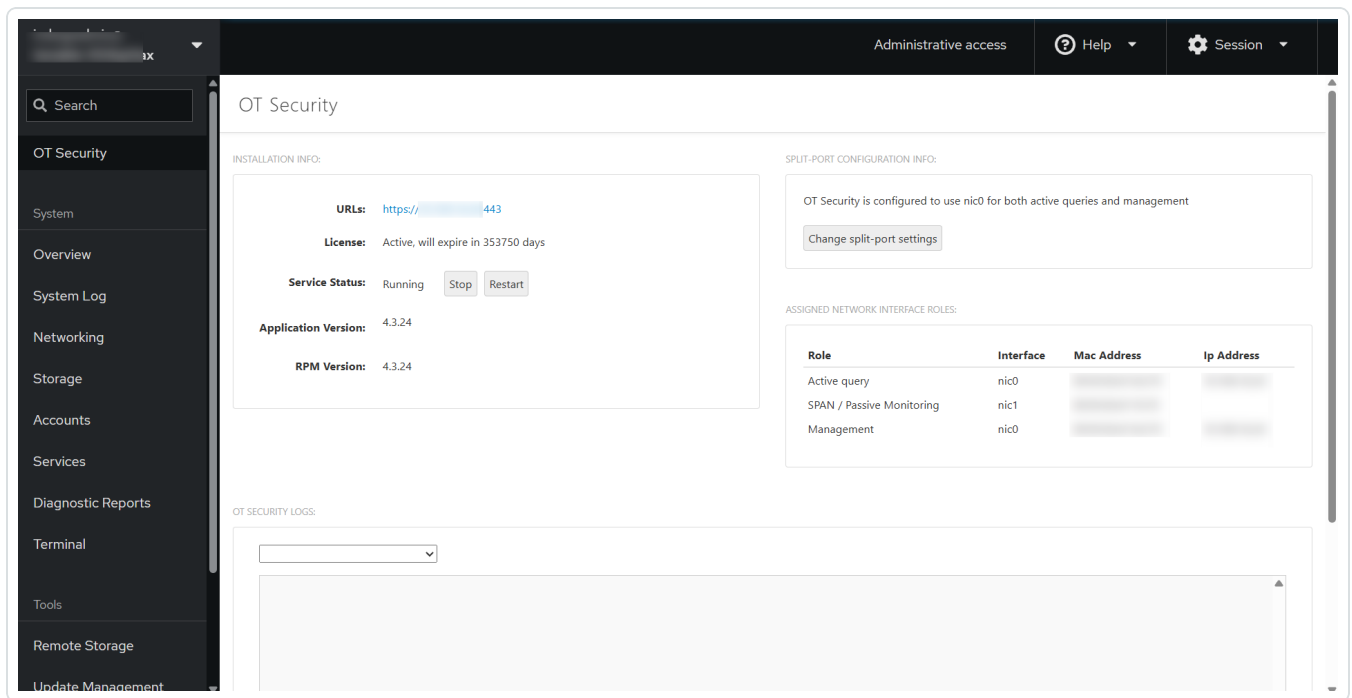 ax
Administrative access
Help
Session
Search
OT Security
System
Overview
System Log
Networking
Storage
Accounts
Services
Diagnostic Reports
Terminal
Tools
Remote Storage
Update Management
OT Security
INSTALLATION INFO:
URLs: https:// 443
License: Active, will expire in 353750 days
Service Status: Running Stop Restart
Application Version: 4.3.24
RPM Version: 4.3.24
SPLIT-PORT CONFIGURATION INFO:
OT Security is configured to use nic0 for both active queries and management
Change split-port settings
ASSIGNED NETWORK INTERFACE ROLES:
Role Interface Mac Address Ip Address
Active query nic0
SPAN / Passive Monitoring nic1
Management nic0
OT SECURITY LOGS: